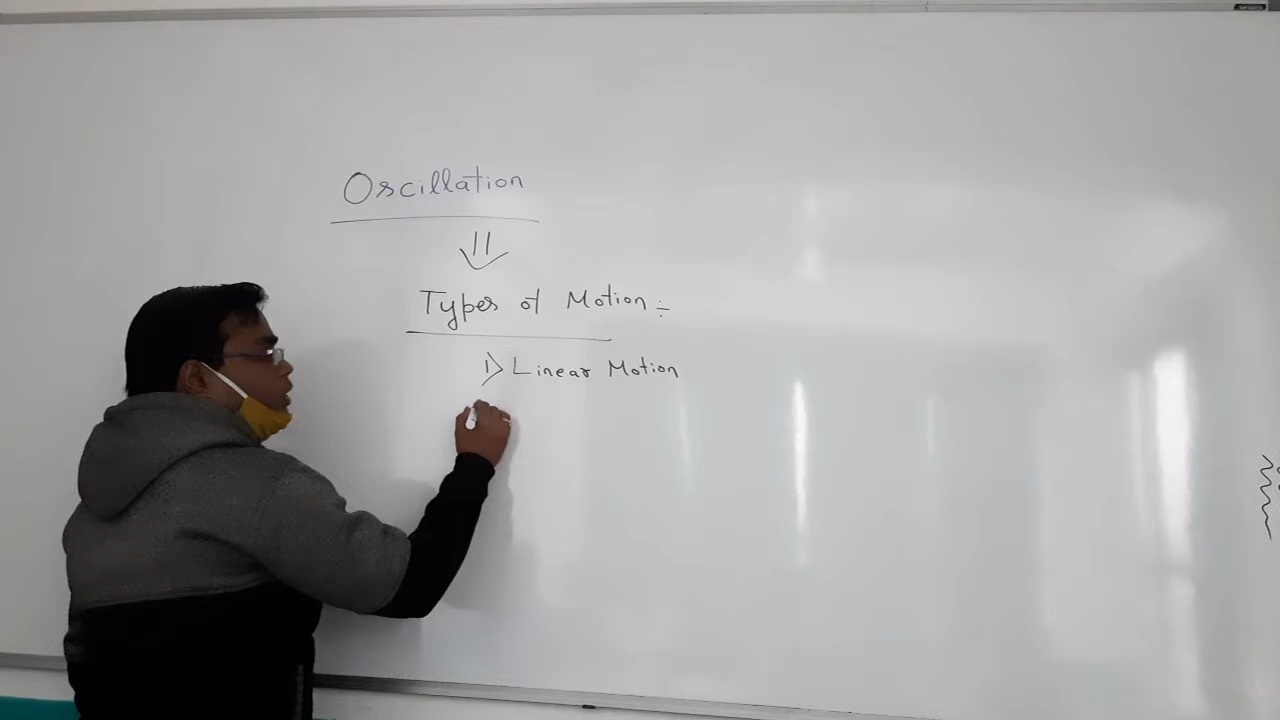 Oscillation
⇓
Types of Motion :-
1) Linear Motion